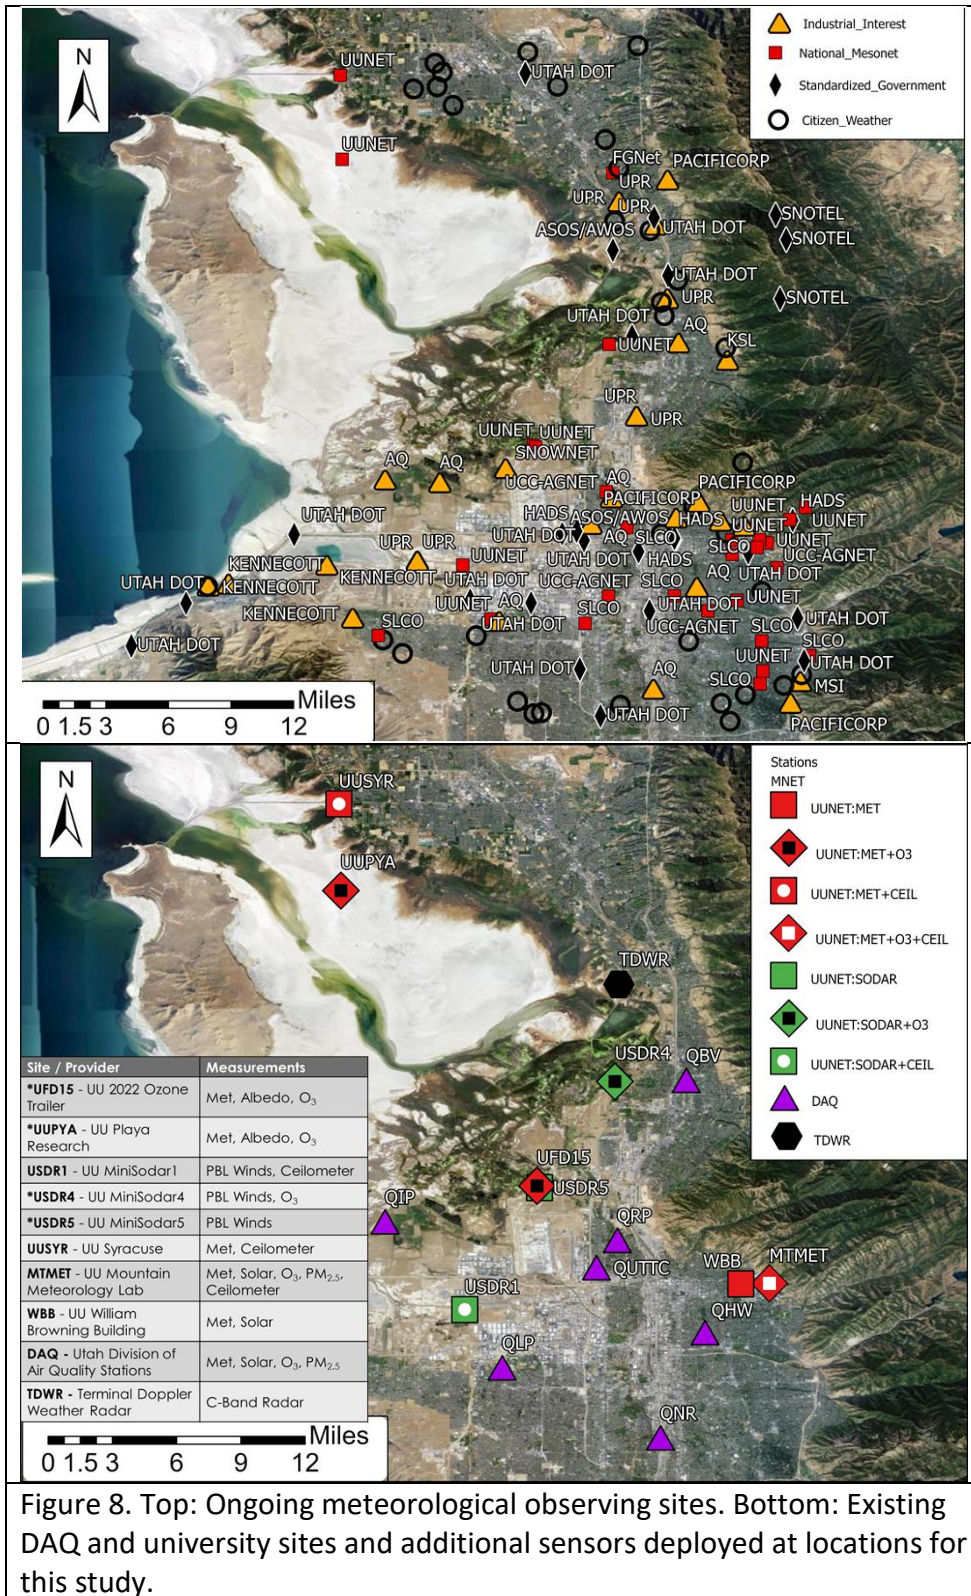 N
Industrial_Interest
National_Mesonet
Standardized_Government
Citizen_Weather
UUNET
UTAH DOT
UUNET
FGNet
PACIFICORP
UPR
UPR
UPR
ASOS/AWOS
UTAH DOT
SNOTEL
SNOTEL
UTAH DOT
SNOTEL
UPR
UTAH DOT
AQ
UUNET
KSL
UPR
UPR
UUNET
UUNET
SNOWNET
AQ
AQ
UCC-AGNET
AQ
PACIFICORP
PACIFICORP
UUNET
HADS
UTAH DOT
HADS
ASOS/AWOS
HADS
UUNET
UUNET
UTAH DOT
AQ
SLCO
SLCO
UUNET
UPR
UPR
UUNET
UTAH DOT
HADS
UCC-AGNET
KENNECOTT
KENNECOTT
UTAH DOT
UCC-AGNET
SLCO
AQ
UTAH DOT
UTAH DOT
KENNECOTT
UUNET
AQ
UTAH DOT
UUNET
KENNECOTT
SLCO
UTAH DOT
SLCO
UCC-AGNET
SLCO
UTAH DOT
UTAH DOT
UTAH DOT
AQ
UUNET
SLCO
UTAH DOT
SLCO
MSI
UTAH DOT
PACIFICORP
Miles
0 1.5 3 6 9 12
N
Stations
MNET
UUNET:MET
UUNET:MET+O3
UUNET:MET+CEIL
UUNET:MET+O3+CEIL
UUNET:SODAR
UUNET:SODAR+O3
UUNET:SODAR+CEIL
DAQ
TDWR
UUSYR
UUPYA
TDWR
USDR4
QBV
UFD15
USDR5
QIP
QRP
QUTTC
WBB
MTMET
USDR1
QHW
QLP
QNR
Site / Provider Measurements
*UFD15 - UU 2022 Ozone
Trailer
Met, Albedo, O3
*UUPYA - UU Playa
Research
Met, Albedo, O3
USDR1 - UU MiniSodar1 PBL Winds, Ceilometer
*USDR4 - UU MiniSodar4 PBL Winds, O3
*USDR5 - UU MiniSodar5 PBL Winds
UUSYR - UU Syracuse Met, Ceilometer
MTMET - UU Mountain
Meteorology Lab
Met, Solar, O3, PM2.5,
Ceilometer
WBB - UU William
Browning Building
Met, Solar
DAQ - Utah Division of
Air Quality Stations
Met, Solar, O3, PM2.5
TDWR - Terminal Doppler
Weather Radar
C-Band Radar
Miles
0 1.5 3 6 9 12
Figure 8. Top: Ongoing meteorological observing sites. Bottom: Existing
DAQ and university sites and additional sensors deployed at locations for
this study.